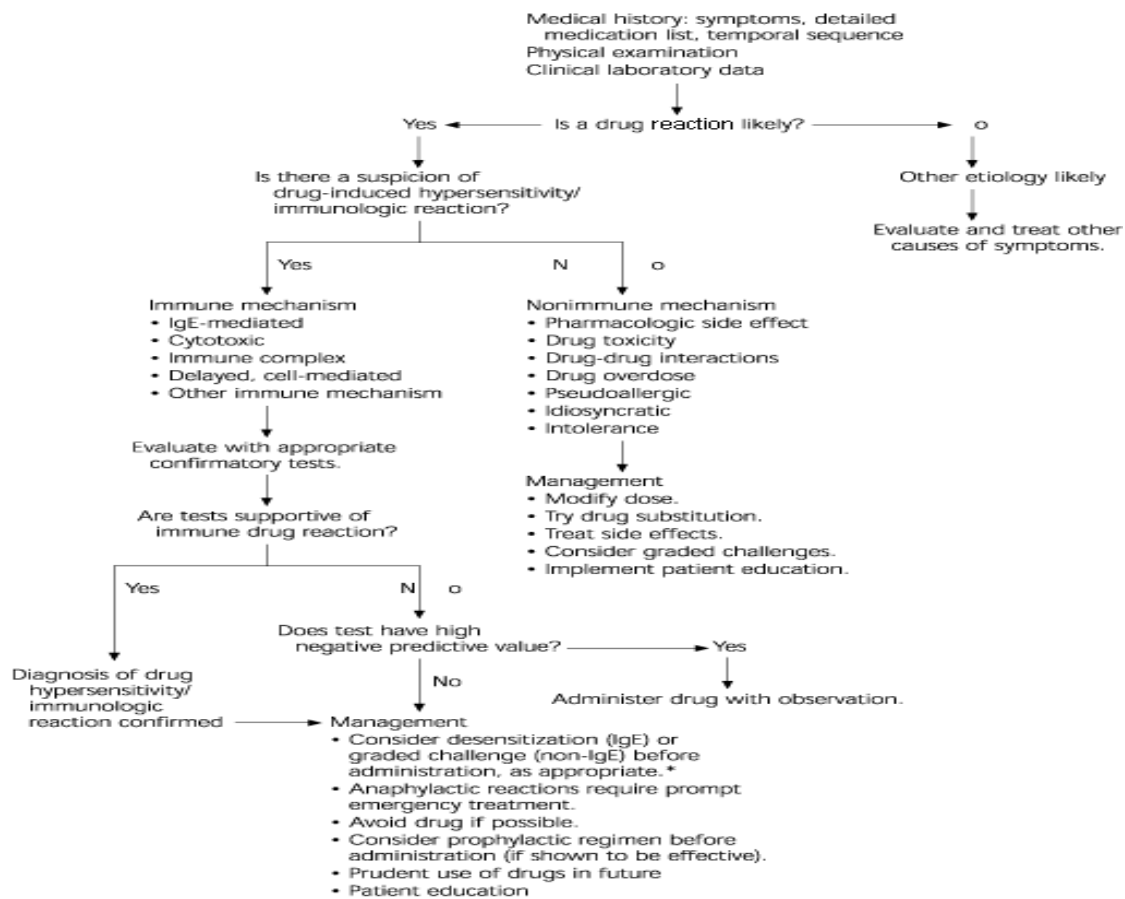 Medical history: symptoms, detailed
medication list, temporal sequence
Physical examination
Clinical laboratory data
Yes
Is a drug reaction likely?
o
Is there a suspicion of
drug-induced hypersensitivity/
immunologic reaction?
Other etiology likely
Evaluate and treat other
causes of symptoms.
Yes
N o
Immune mechanism
• IgE-mediated
• Cytotoxic
• Immune complex
• Delayed, cell-mediated
• Other immune mechanism
Nonimmune mechanism
• Pharmacologic side effect
• Drug toxicity
• Drug-drug interactions
• Drug overdose
• Pseudoallergic
• Idiosyncratic
• Intolerance
Evaluate with appropriate
confirmatory tests.
Management
• Modify dose.
• Try drug substitution.
• Treat side effects.
• Consider graded challenges.
• Implement patient education.
Are tests supportive of
immune drug reaction?
Yes
N o
Does test have high
negative predictive value?
Yes
Administer drug with observation.
No
Diagnosis of drug
hypersensitivity/
immunologic
reaction confirmed
Management
• Consider desensitization (IgE) or
graded challenge (non-IgE) before
administration, as appropriate.*
• Anaphylactic reactions require prompt
emergency treatment.
• Avoid drug if possible.
• Consider prophylactic regimen before
administration (if shown to be effective).
• Prudent use of drugs in future
• Patient education